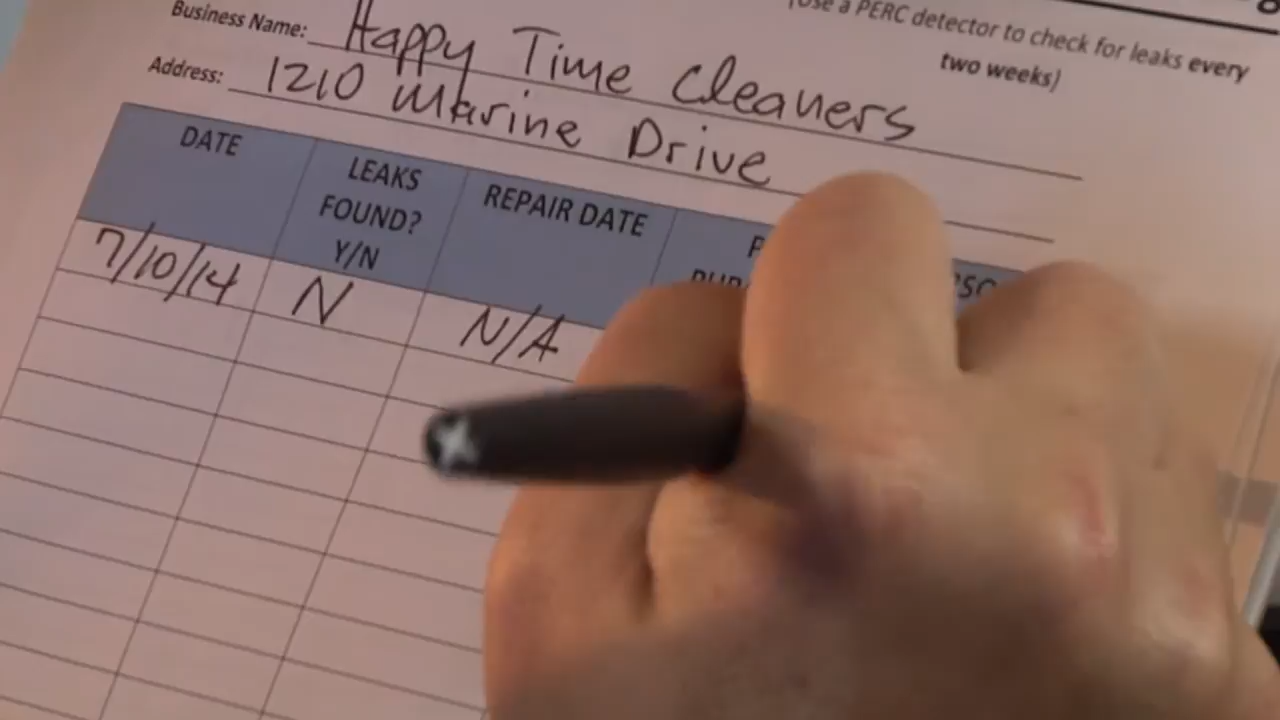 (Use a PERC detector to check for leaks every
two weeks)
Business Name: Happy Time Cleaners
Address: 1210 Marine Drive
DATE
LEAKS
FOUND?
Y/N
REPAIR DATE
7/10/14 N N/A